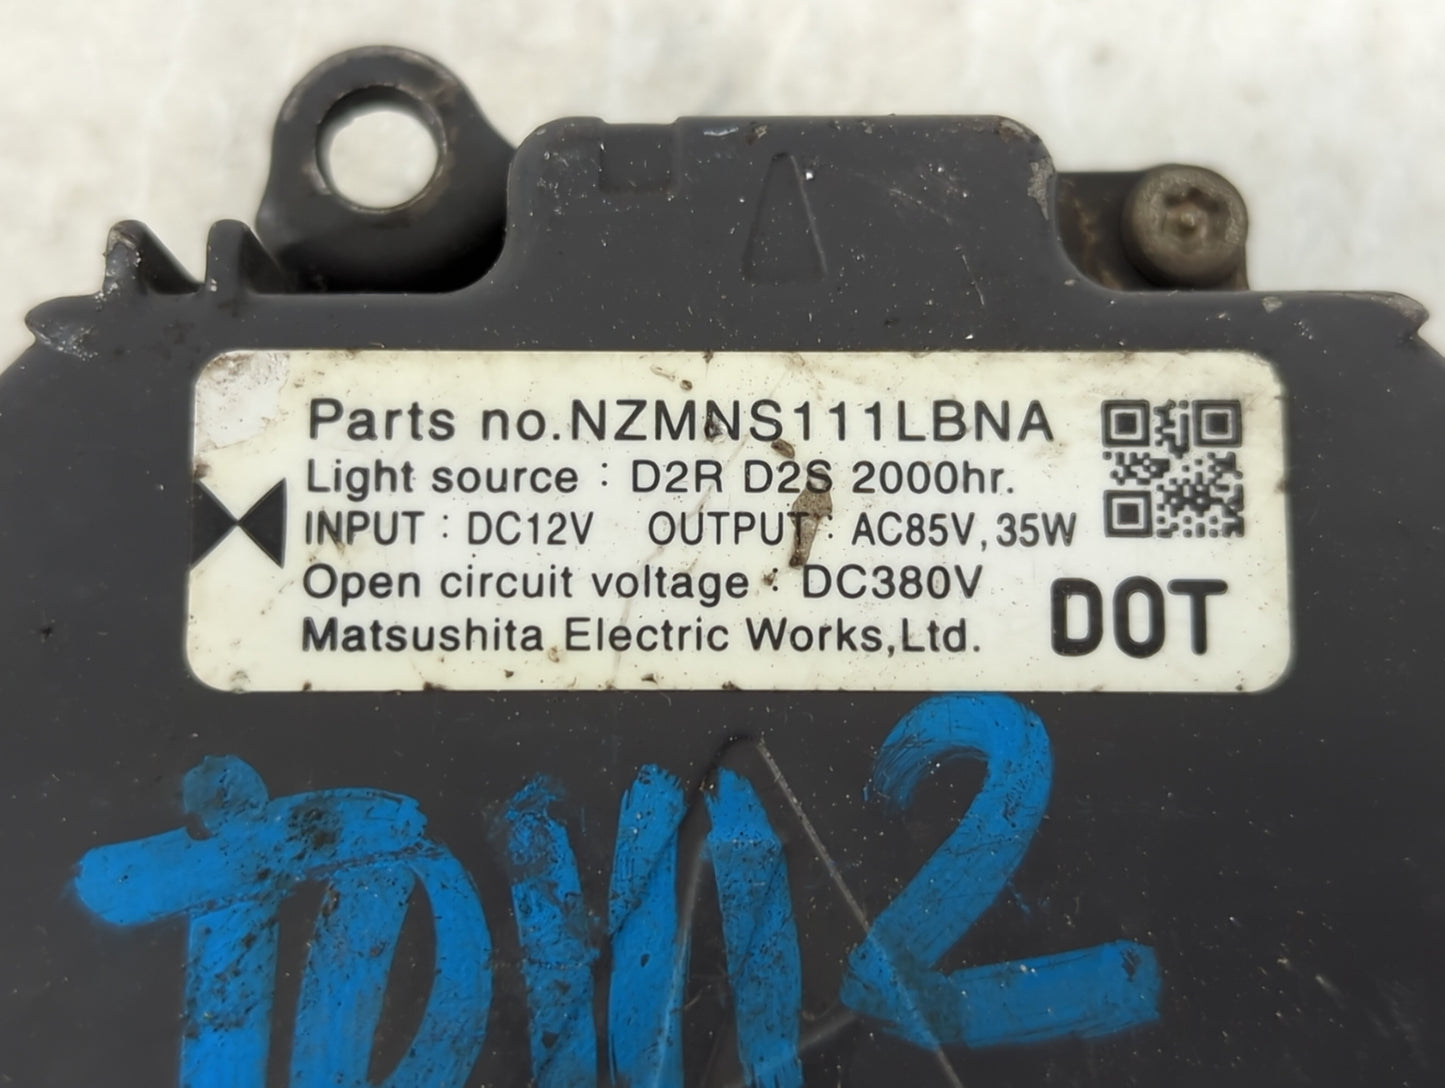 Parts no.NZMNS111LBNA
Light source : D2R D2S 2000hr.
INPUT : DC12V OUTPUT : AC85V,35W
Open circuit voltage : DC380V
Matsushita Electric Works,Ltd.
DOT